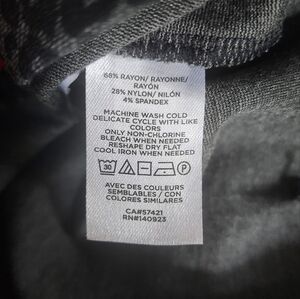 68% RAYON/ RAYONNE/
RAYÓN
28% NYLON/ NILÓN
4% SPANDEX
MACHINE WASH COLD
DELICATE CYCLE WITH LIKE
COLORS
ONLY NON-CHLORINE
BLEACH WHEN NEEDED
RESHAPE DRY FLAT
COOL IRON WHEN NEEDED
30 P
AVEC DES COULEURS
SEMBLABLES / CON
COLORES SIMILARES
CA#57421
RN#140923